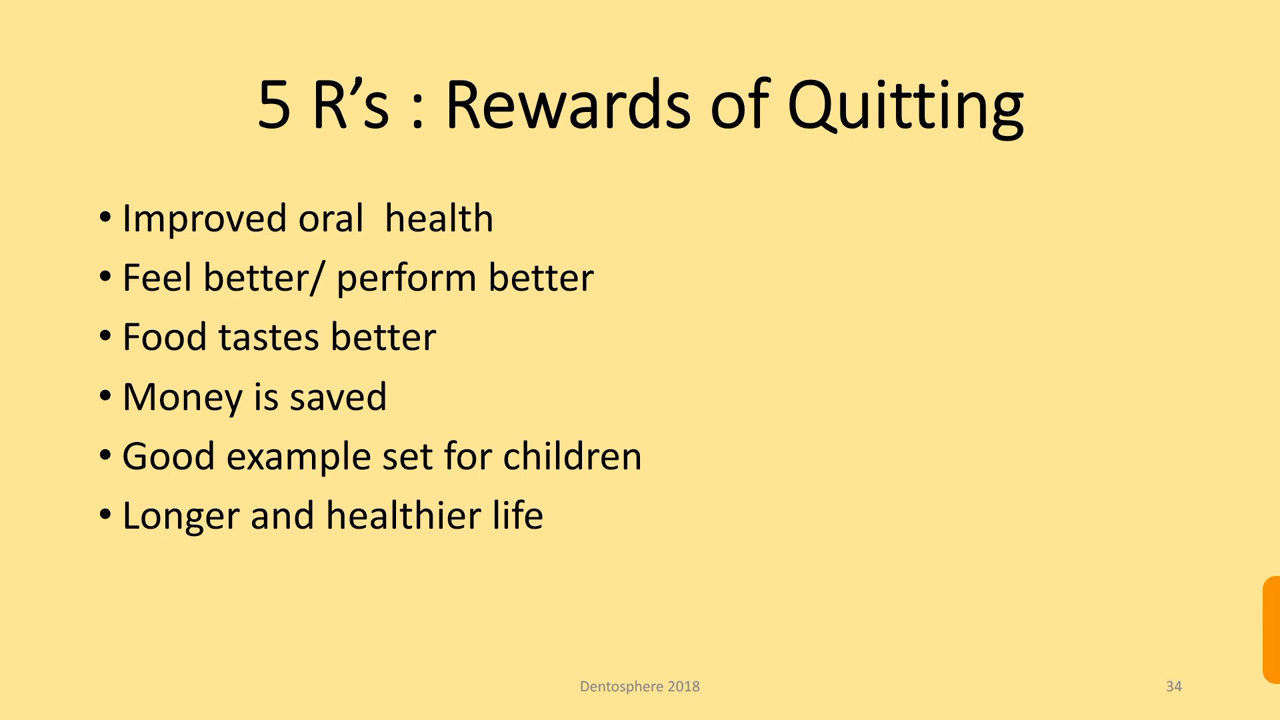 5 R’s : Rewards of Quitting
• Improved oral  health
• Feel better/ perform better
• Food tastes better
• Money is saved
• Good example set for children
• Longer and healthier life
Dentosphere 2018
34